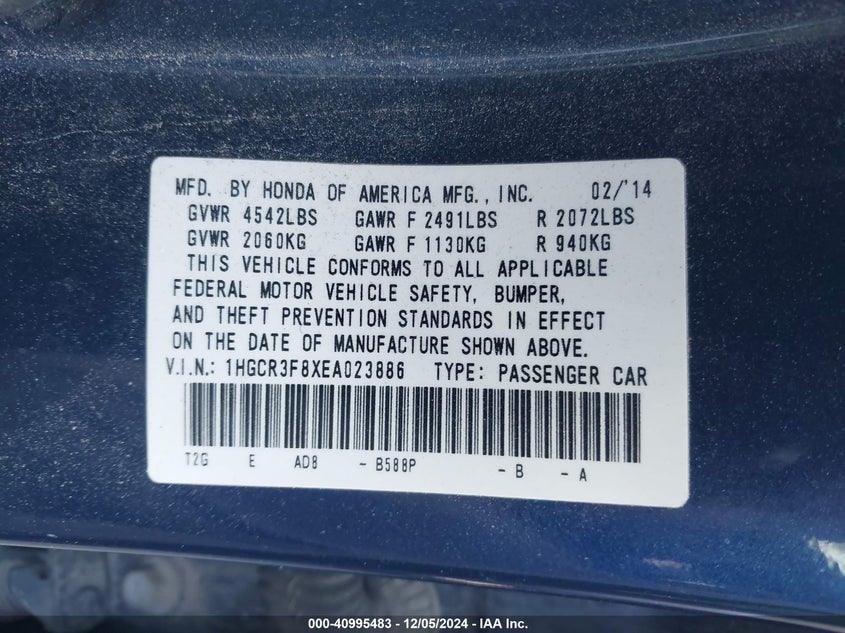 MFD. BY HONDA OF AMERICA MFG., INC. 02/'14
GVWR 4542LBS GAWR F 2491LBS R 2072LBS
GVWR 2060KG GAWR F 1130KG R 940KG
THIS VEHICLE CONFORMS TO ALL APPLICABLE
FEDERAL MOTOR VEHICLE SAFETY, BUMPER,
AND THEFT PREVENTION STANDARDS IN EFFECT
ON THE DATE OF MANUFACTURE SHOWN ABOVE.
V.I.N.: 1HGCR3F8XEA023886 TYPE: PASSENGER CAR
T2G E AD8 - B588P - B - A
000-40995483 - 12/05/2024 - IAA Inc.